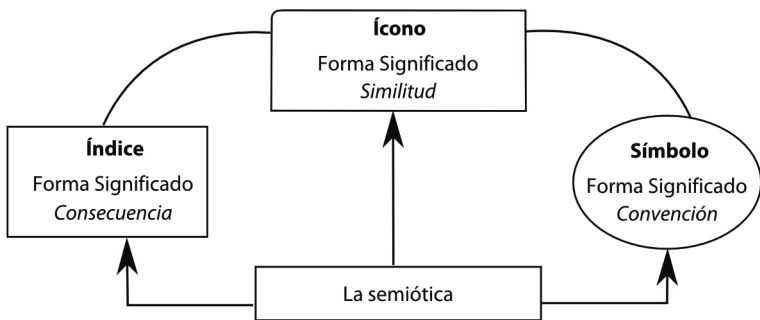 Ícono
Forma Significado
Similitud
Índice
Forma Significado
Consecuencia
Símbolo
Forma Significado
Convención
La semiótica